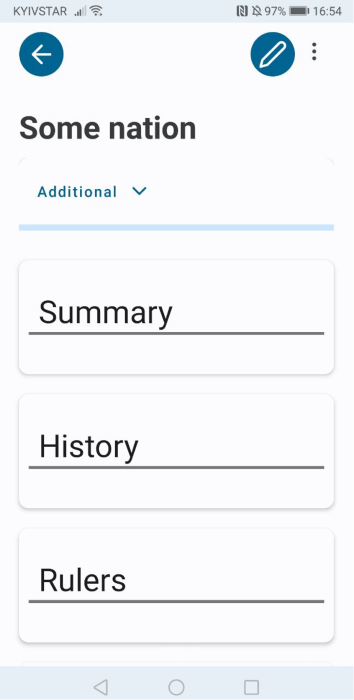 KYIVSTAR 97% 16:54
Some nation
Additional
Summary
History
Rulers